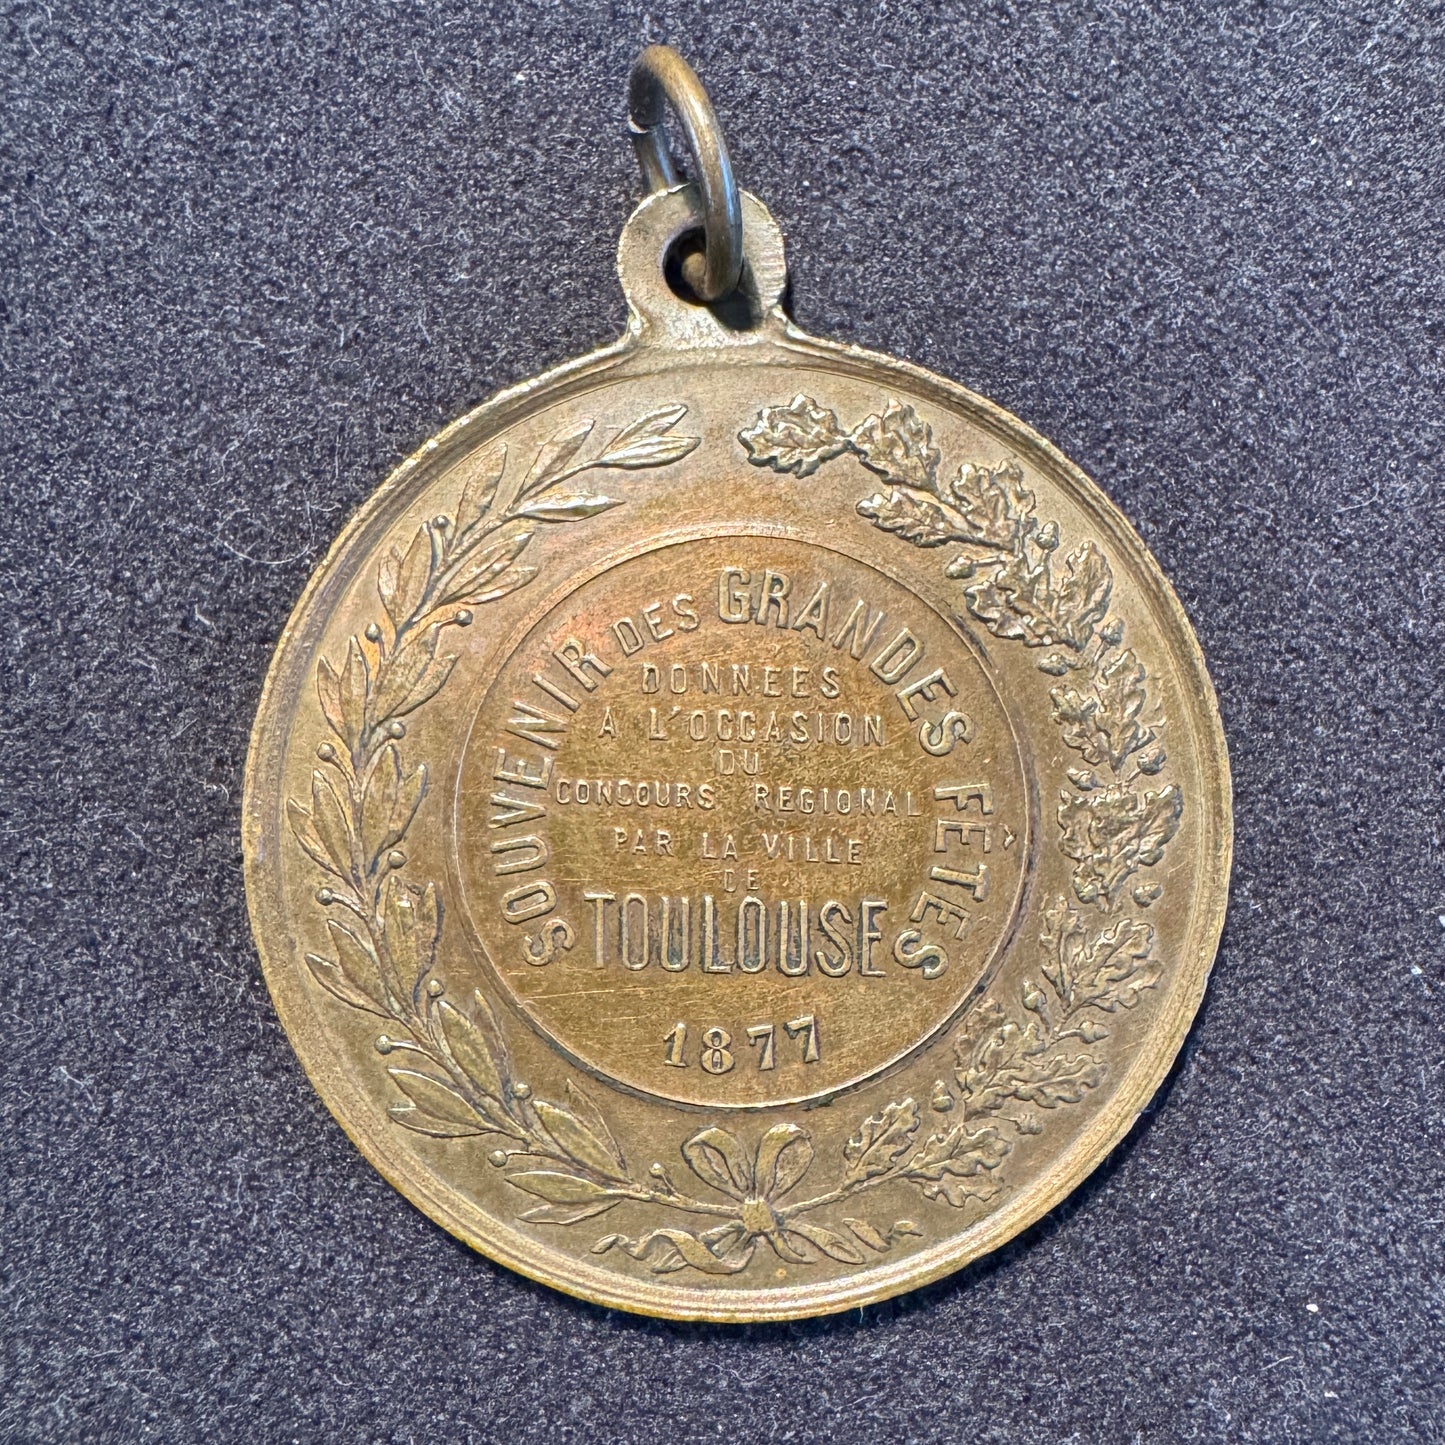 SOUVENIR DES GRANDES FÊTES
DONNEES
A L'OCCASION
DU
CONCOURS REGIONAL
PAR LA VILLE
DE
TOULOUSE
1877